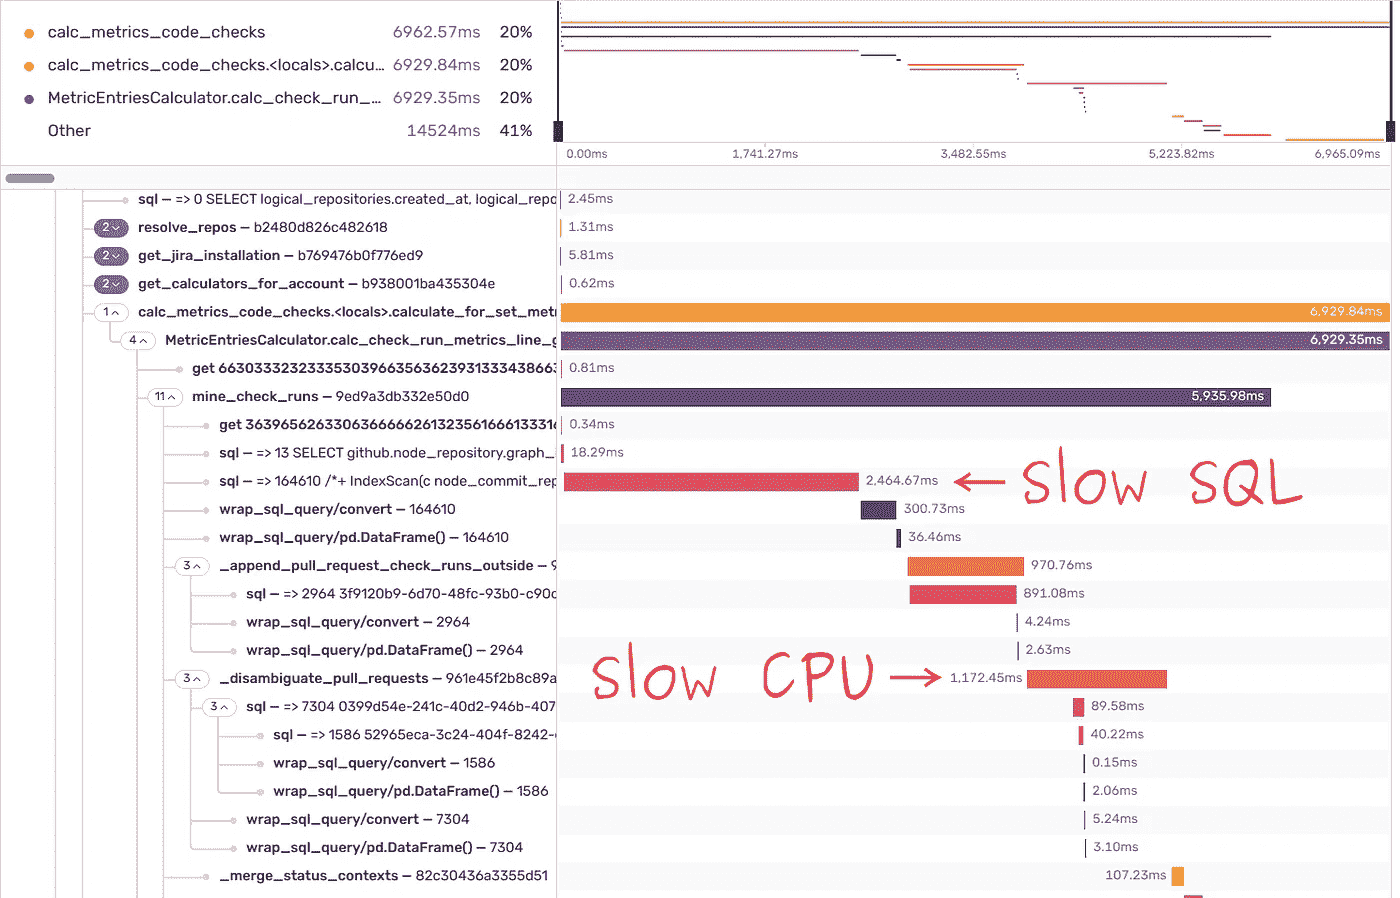 calc_metrics_code_checks 6962.57ms 20%
calc_metrics_code_checks.<locals>.calcu... 6929.84ms 20%
MetricEntriesCalculator.calc_check_run_... 6929.35ms 20%
Other 14524ms 41%
0.00ms 1,741.27ms 3,482.55ms 5,223.82ms 6,965.09ms
sql — => 0 SELECT logical_repositories.created_at, logical_repo 2.45ms
2 resolve_repos — b2480d826c482618 1.31ms
2 get_jira_installation — b769476b0f776ed9 5.81ms
2 get_calculators_for_account — b938001ba435304e 0.62ms
1 calc_metrics_code_checks.<locals>.calculate_for_set_metr 6,929.84ms
4 MetricEntriesCalculator.calc_check_run_metrics_line_g 6,929.35ms
get 0.81ms
11 mine_check_runs — 9ed9a3db332e50d0 5,935.98ms
get 0.34ms
sql — => 13 SELECT github.node_repository.graph_ 18.29ms
sql — => 164610 /*+ IndexScan(c node_commit_rep 2,464.67ms ← slow SQL
wrap_sql_query/convert — 164610 300.73ms
wrap_sql_query/pd.DataFrame() — 164610 36.46ms
3 _append_pull_request_check_runs_outside — 9 970.76ms
sql — => 2964 3f9120b9-6d70-48fc-93b0-c90c 891.08ms
wrap_sql_query/convert — 2964 4.24ms
wrap_sql_query/pd.DataFrame() — 2964 2.63ms
3 _disambiguate_pull_requests — 961e45f2b8c89a slow CPU → 1,172.45ms
3 sql — => 7304 0399d54e-241c-40d2-946b-407 89.58ms
sql — => 1586 52965eca-3c24-404f-8242- 40.22ms
wrap_sql_query/convert — 1586 0.15ms
wrap_sql_query/pd.DataFrame() — 1586 2.06ms
wrap_sql_query/convert — 7304 5.24ms
wrap_sql_query/pd.DataFrame() — 7304 3.10ms
_merge_status_contexts — 82c30436a3355d51 107.23ms